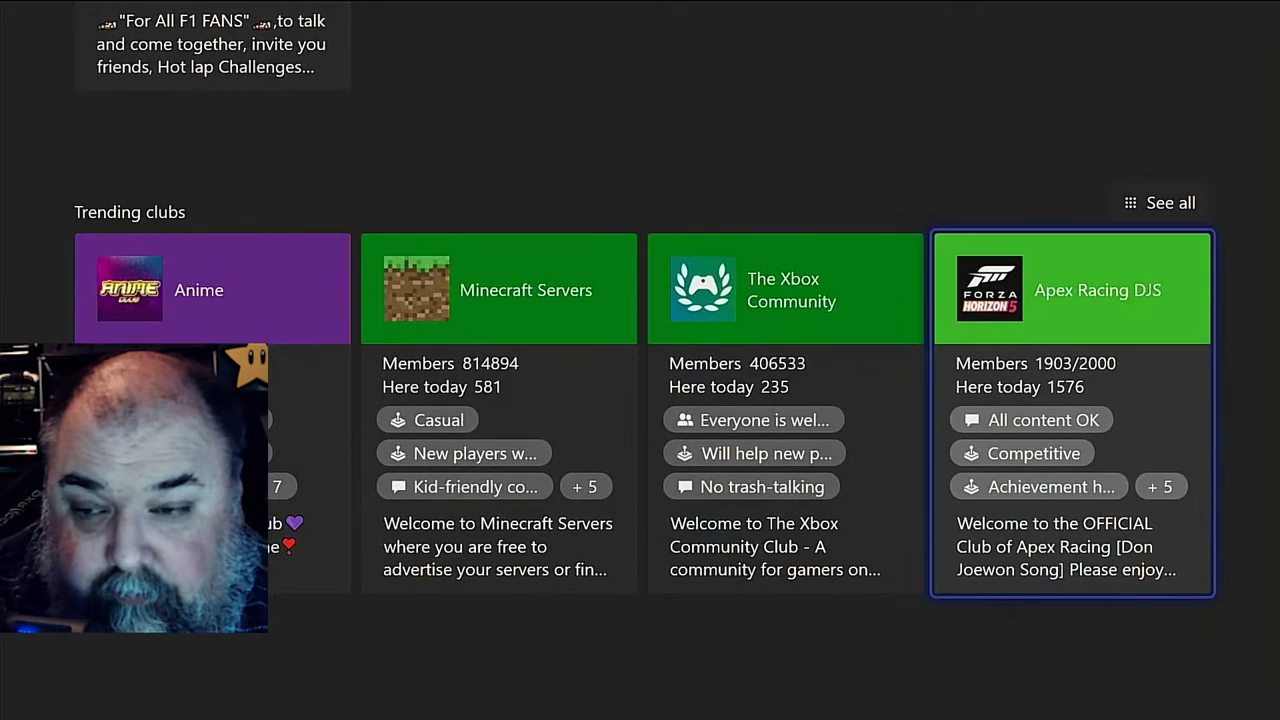 "For All F1 FANS" ,to talk
and come together, invite you
friends, Hot lap Challenges...
See all
Trending clubs
ANIME
CLUB
Anime
Minecraft Servers
The Xbox
Community
FORZA
HORIZON 5
Apex Racing DJS
7
ub💜
e❣️
Members 814894
Here today 581
Casual
New players w...
Kid-friendly co...
+ 5
Welcome to Minecraft Servers
where you are free to
advertise your servers or fin...
Members 406533
Here today 235
Everyone is wel...
Will help new p...
No trash-talking
Welcome to The Xbox
Community Club - A
community for gamers on...
Members 1903/2000
Here today 1576
All content OK
Competitive
Achievement h...
+ 5
Welcome to the OFFICIAL
Club of Apex Racing [Don
Joewon Song] Please enjoy...